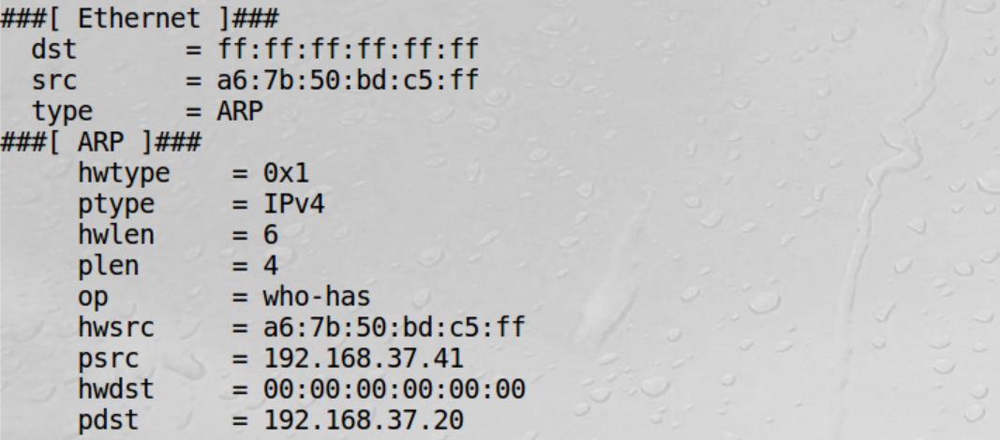 ###[ Ethernet ]###
  dst       = ff:ff:ff:ff:ff:ff
  src       = a6:7b:50:bd:c5:ff
  type      = ARP
###[ ARP ]###
     hwtype    = 0x1
     ptype     = IPv4
     hwlen     = 6
     plen      = 4
     op        = who-has
     hwsrc     = a6:7b:50:bd:c5:ff
     psrc      = 192.168.37.41
     hwdst     = 00:00:00:00:00:00
     pdst      = 192.168.37.20